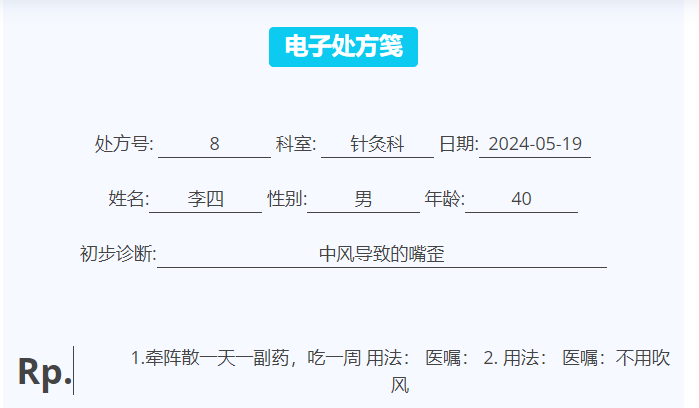 电子处方笺
处方号: 8 科室: 针灸科 日期: 2024-05-19
姓名: 李四 性别: 男 年龄: 40
初步诊断: 中风导致的嘴歪
Rp. 1.牵阵散一天一副药，吃一周 用法： 医嘱： 2. 用法： 医嘱：不用吹
风